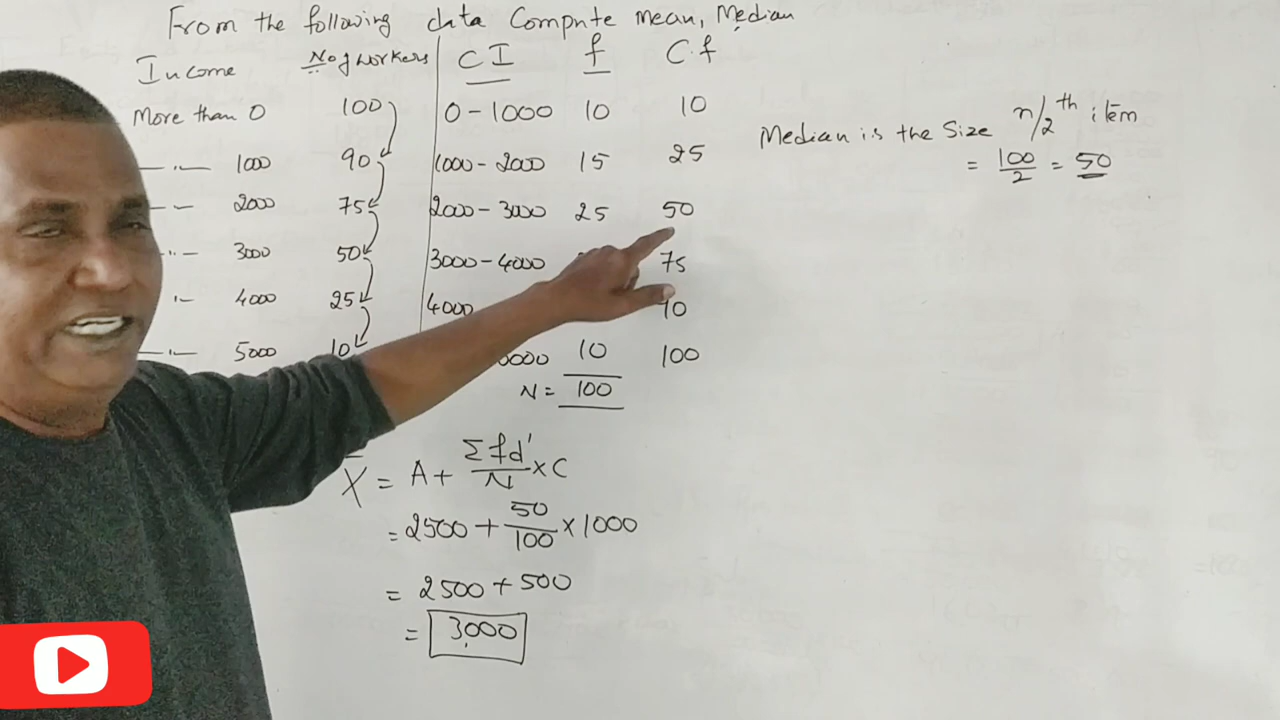 From the following data Compute mean, Median
Income No of workers CI f C.f
More than 0 100 0 - 1000 10 10
— 〃 — 1000 90 1000 - 2000 15 25
— 〃 — 2000 75 2000 - 3000 25 50
〃 — 3000 50 3000 - 4000 75
〃 — 4000 25 4000
— 〃 — 5000 10 10 100
N = 100
X̄ = A + Σfd'/N × C
= 2500 + 50/100 × 1000
= 2500 + 500
= 3000
Median is the Size n/2 th item
= 100/2 = 50